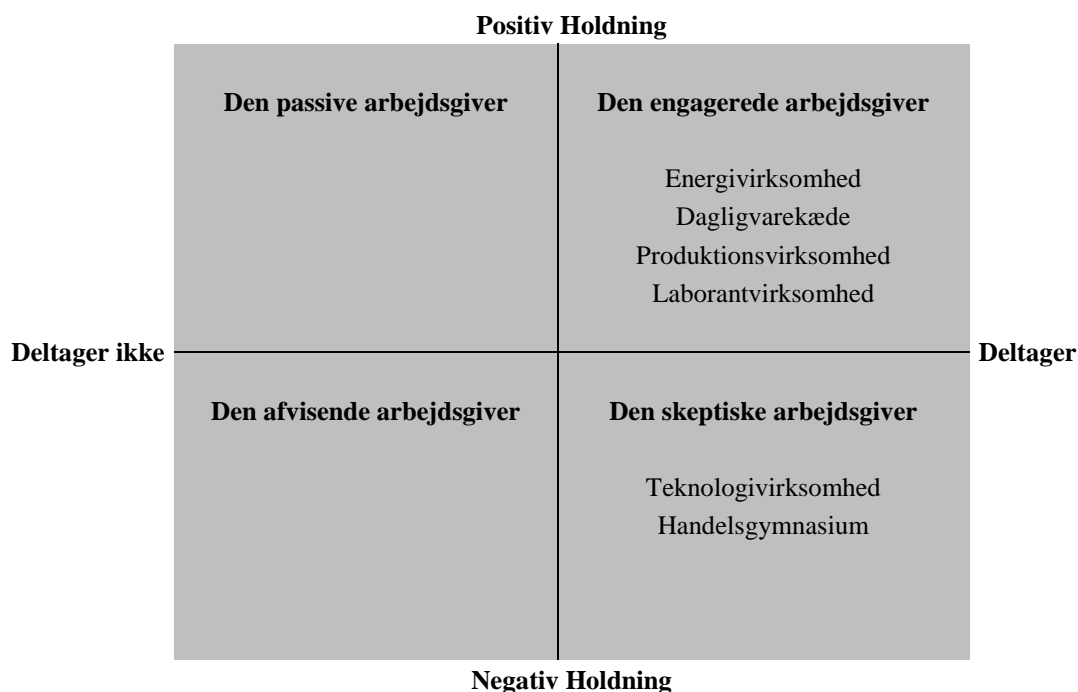 Positiv Holdning
Den passive arbejdsgiver
Den engagerede arbejdsgiver
Energivirksomhed
Dagligvarekæde
Produktionsvirksomhed
Laborantvirksomhed
Deltager ikke
Deltager
Den afvisende arbejdsgiver
Den skeptiske arbejdsgiver
Teknologivirksomhed
Handelsgymnasium
Negativ Holdning